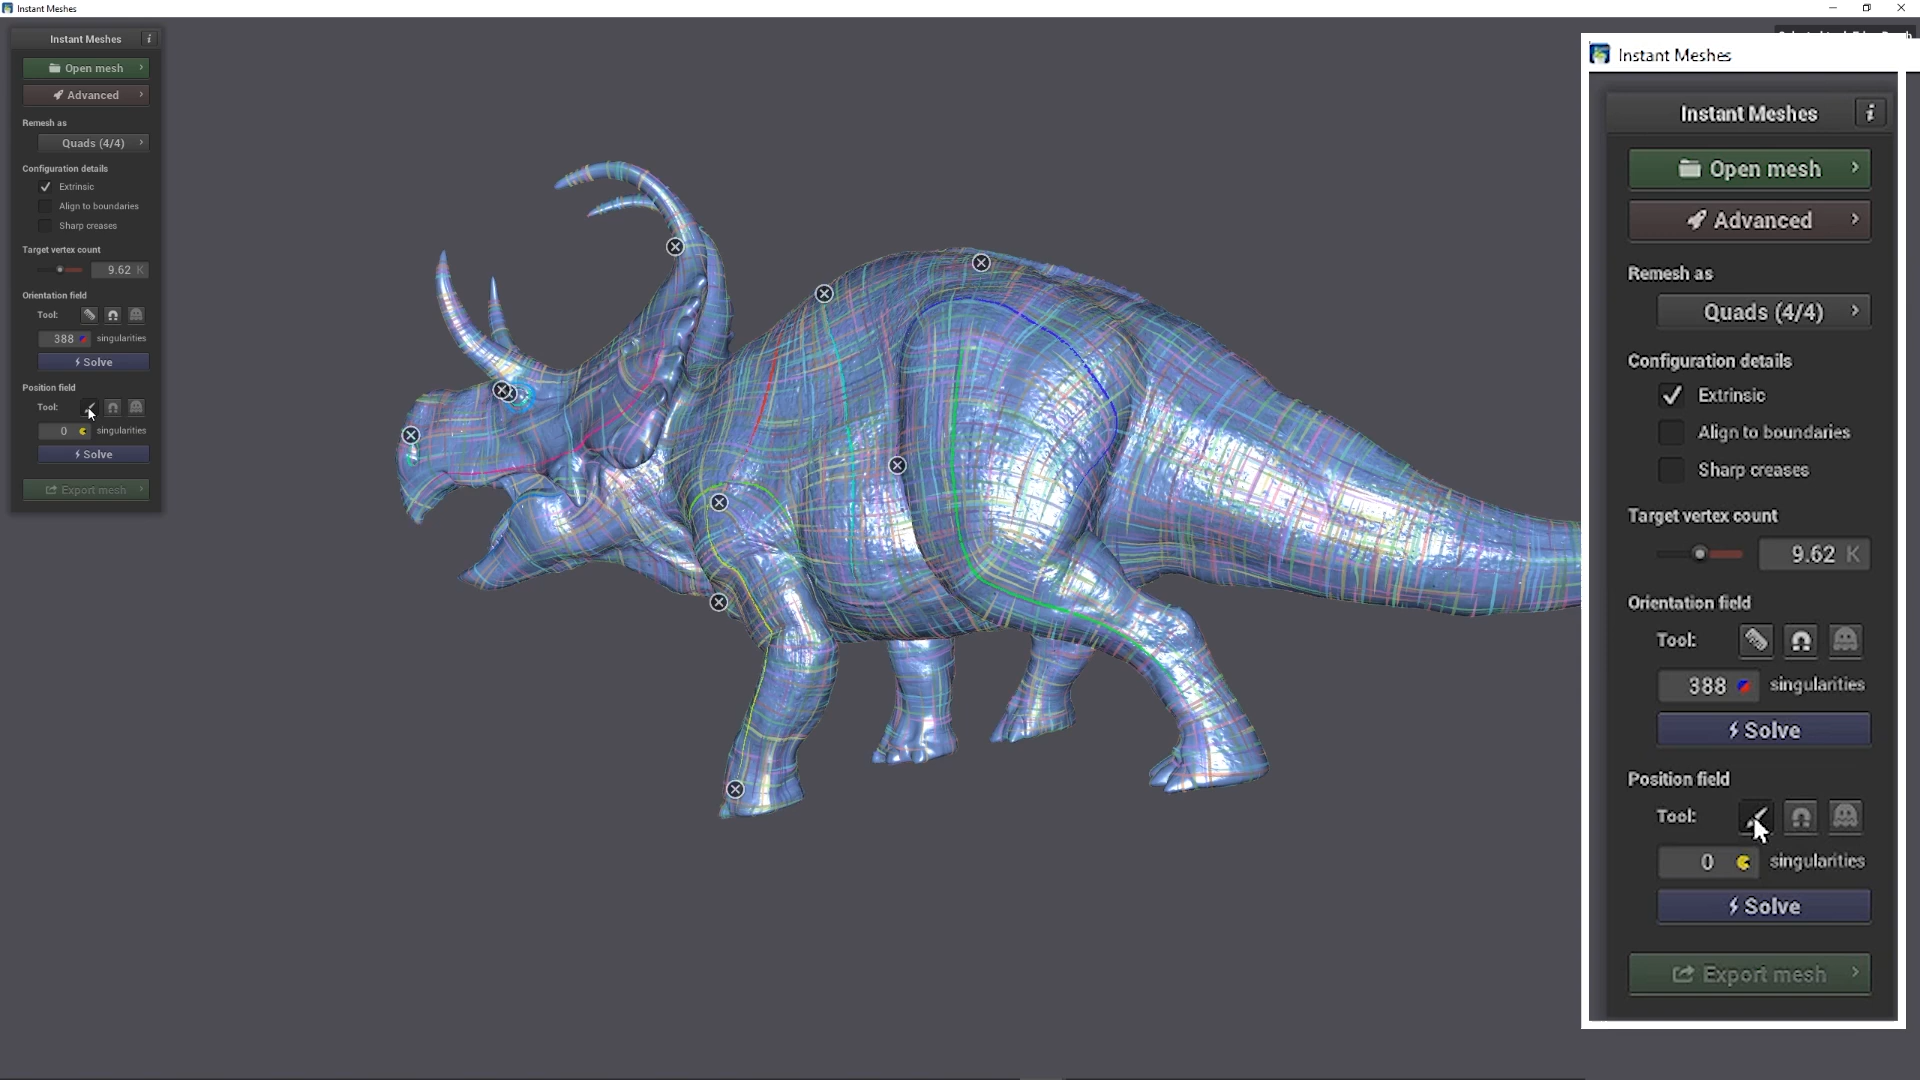 Instant Meshes
Instant Meshes
i
Open mesh
Advanced
Remesh as
Quads (4/4)
Configuration details
Extrinsic
Align to boundaries
Sharp creases
Target vertex count
9.62 K
Orientation field
Tool:
388 singularities
Solve
Position field
Tool:
0 singularities
Solve
Export mesh
Instant Meshes
Instant Meshes
i
Open mesh
Advanced
Remesh as
Quads (4/4)
Configuration details
Extrinsic
Align to boundaries
Sharp creases
Target vertex count
9.62 K
Orientation field
Tool:
388 singularities
Solve
Position field
Tool:
0 singularities
Solve
Export mesh